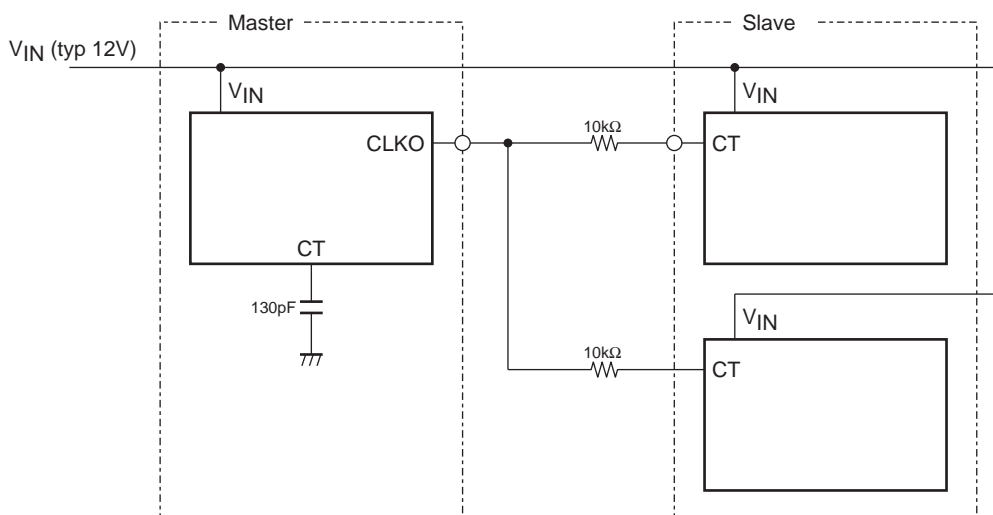 Master
Slave
VIN (typ 12V)
VIN
VIN
CLKO
10kΩ
CT
CT
130pF
VIN
10kΩ
CT